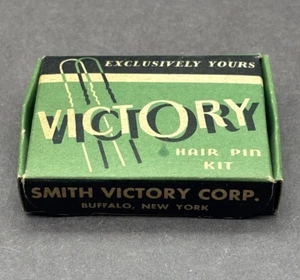 EXCLUSIVELY YOURS
VICTORY
HAIR PIN
KIT
SMITH VICTORY CORP.
BUFFALO, NEW YORK